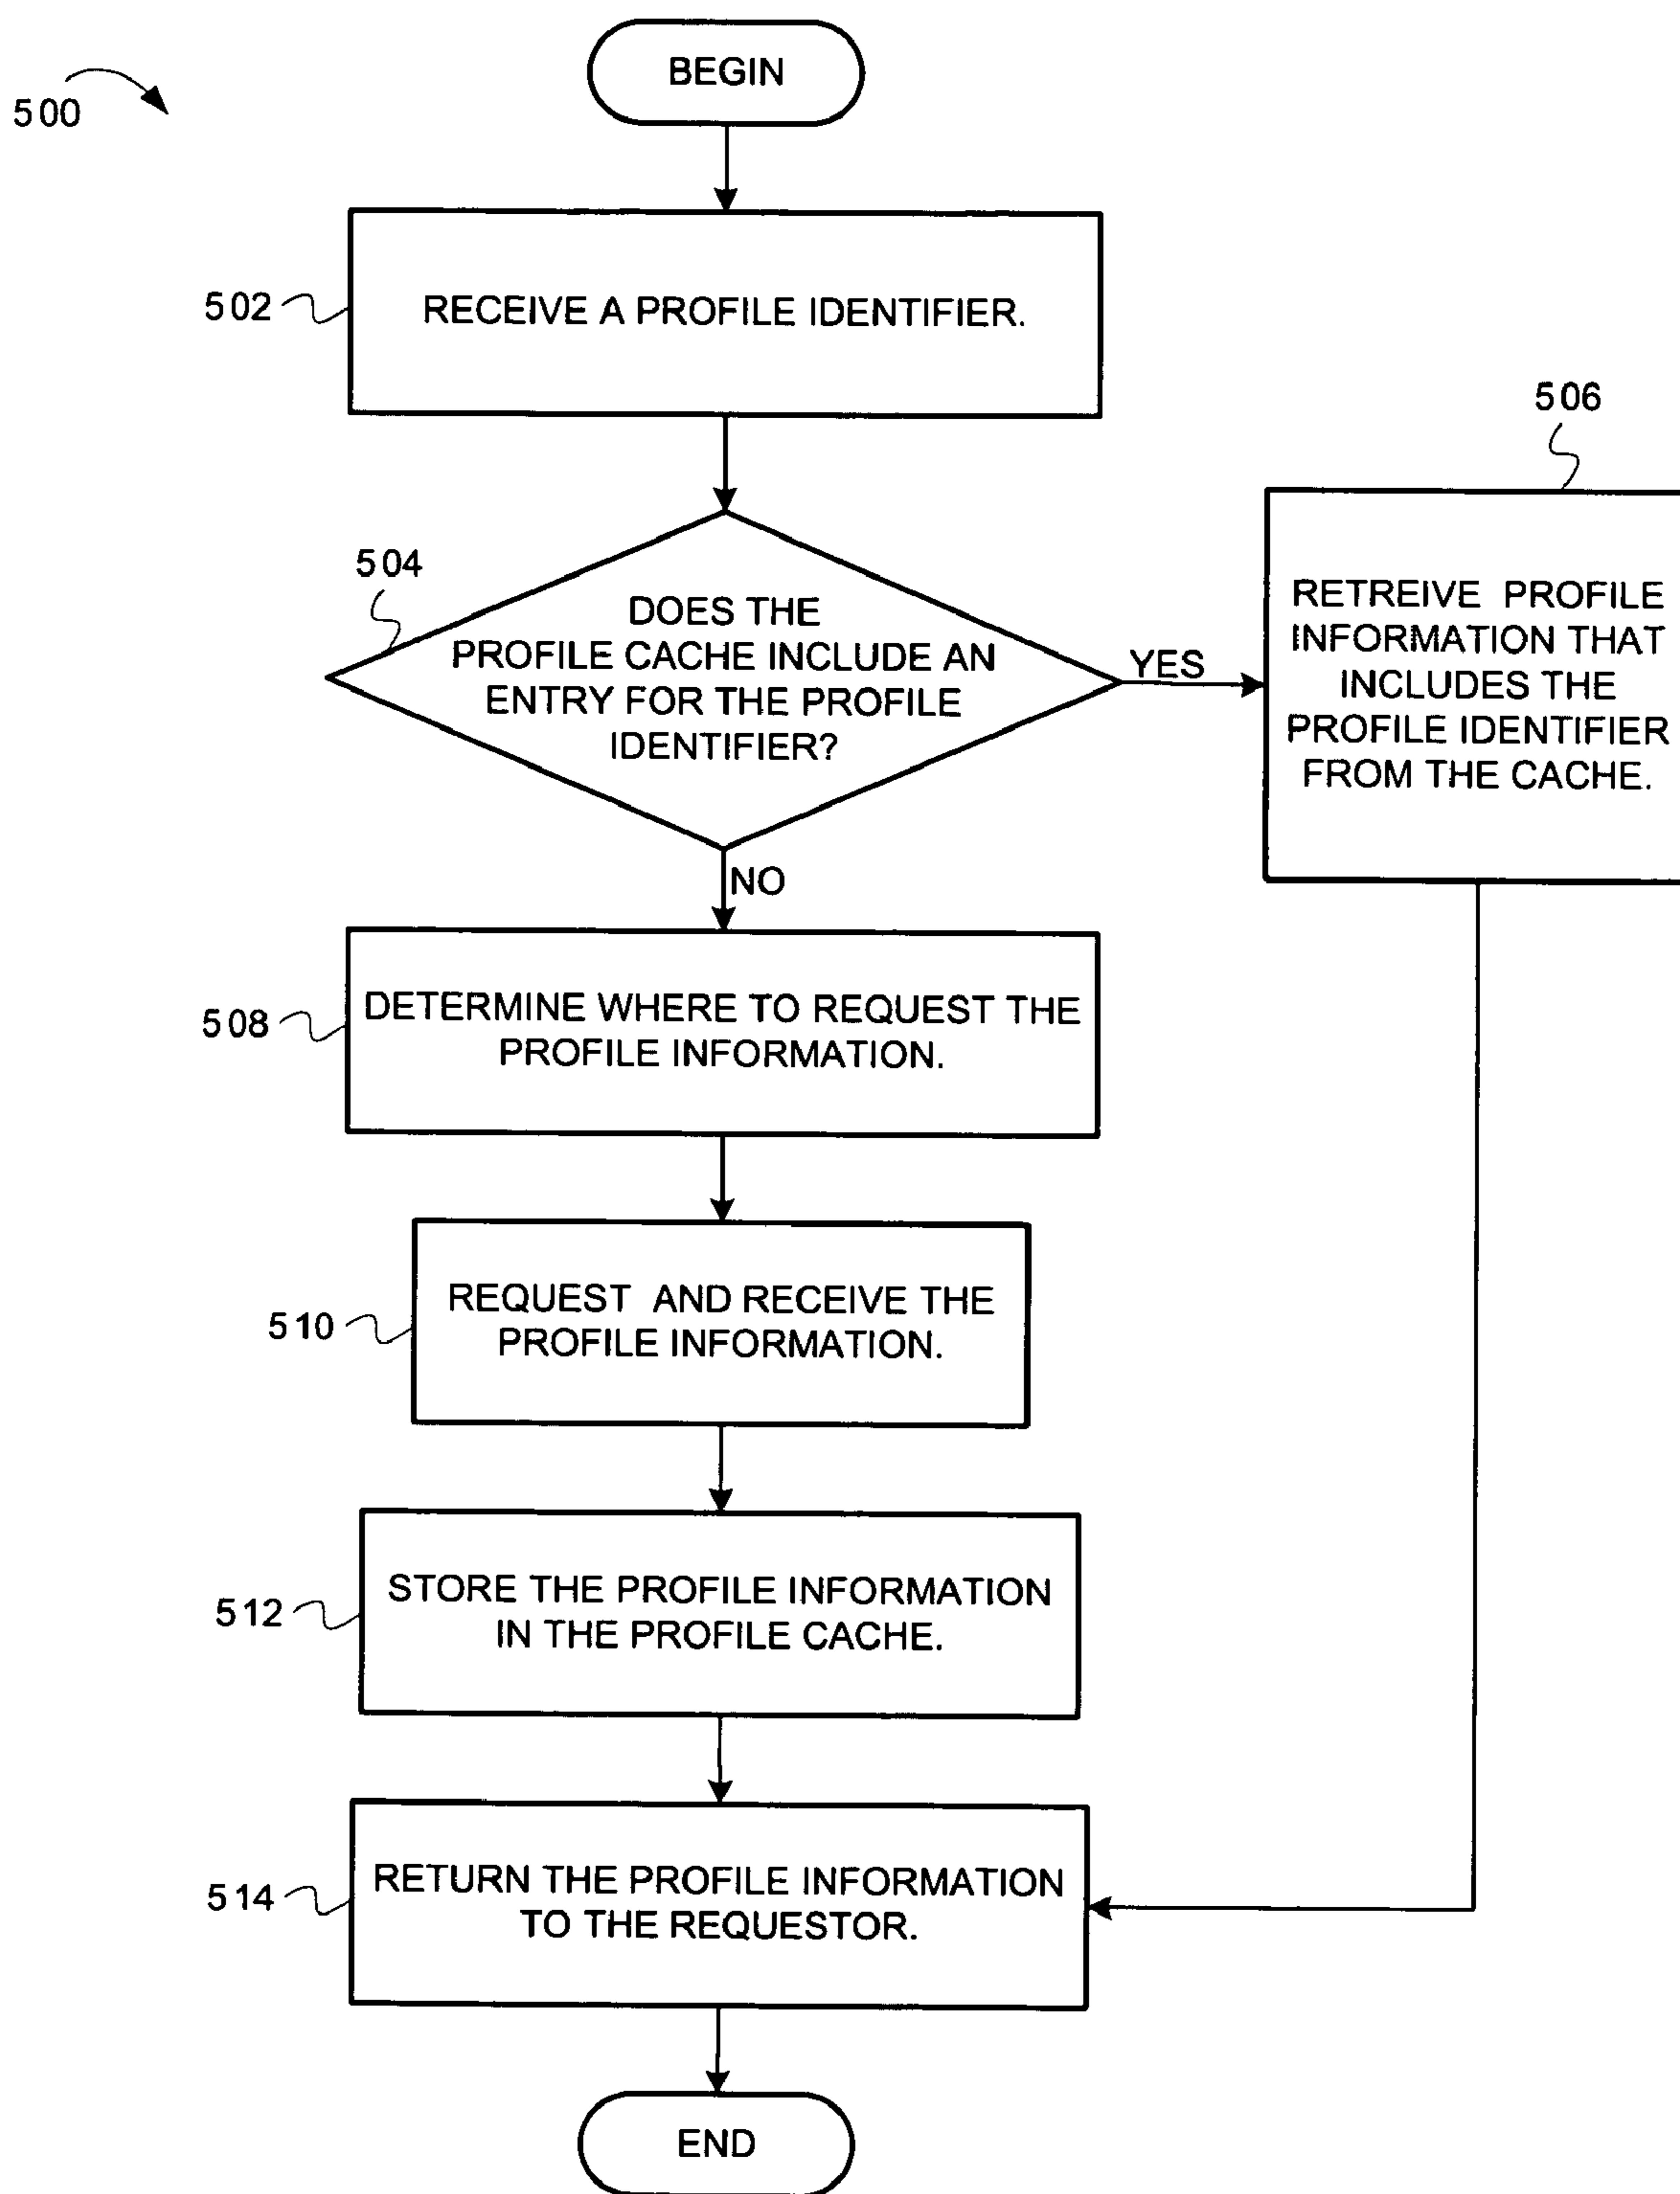 BEGIN
500
502
RECEIVE A PROFILE IDENTIFIER.
506
504
DOES THE
PROFILE CACHE INCLUDE AN
ENTRY FOR THE PROFILE
IDENTIFIER?
YES
RETREIVE PROFILE
INFORMATION THAT
INCLUDES THE
PROFILE IDENTIFIER
FROM THE CACHE.
NO
508
DETERMINE WHERE TO REQUEST THE
PROFILE INFORMATION.
510
REQUEST AND RECEIVE THE
PROFILE INFORMATION.
512
STORE THE PROFILE INFORMATION
IN THE PROFILE CACHE.
514
RETURN THE PROFILE INFORMATION
TO THE REQUESTOR.
END